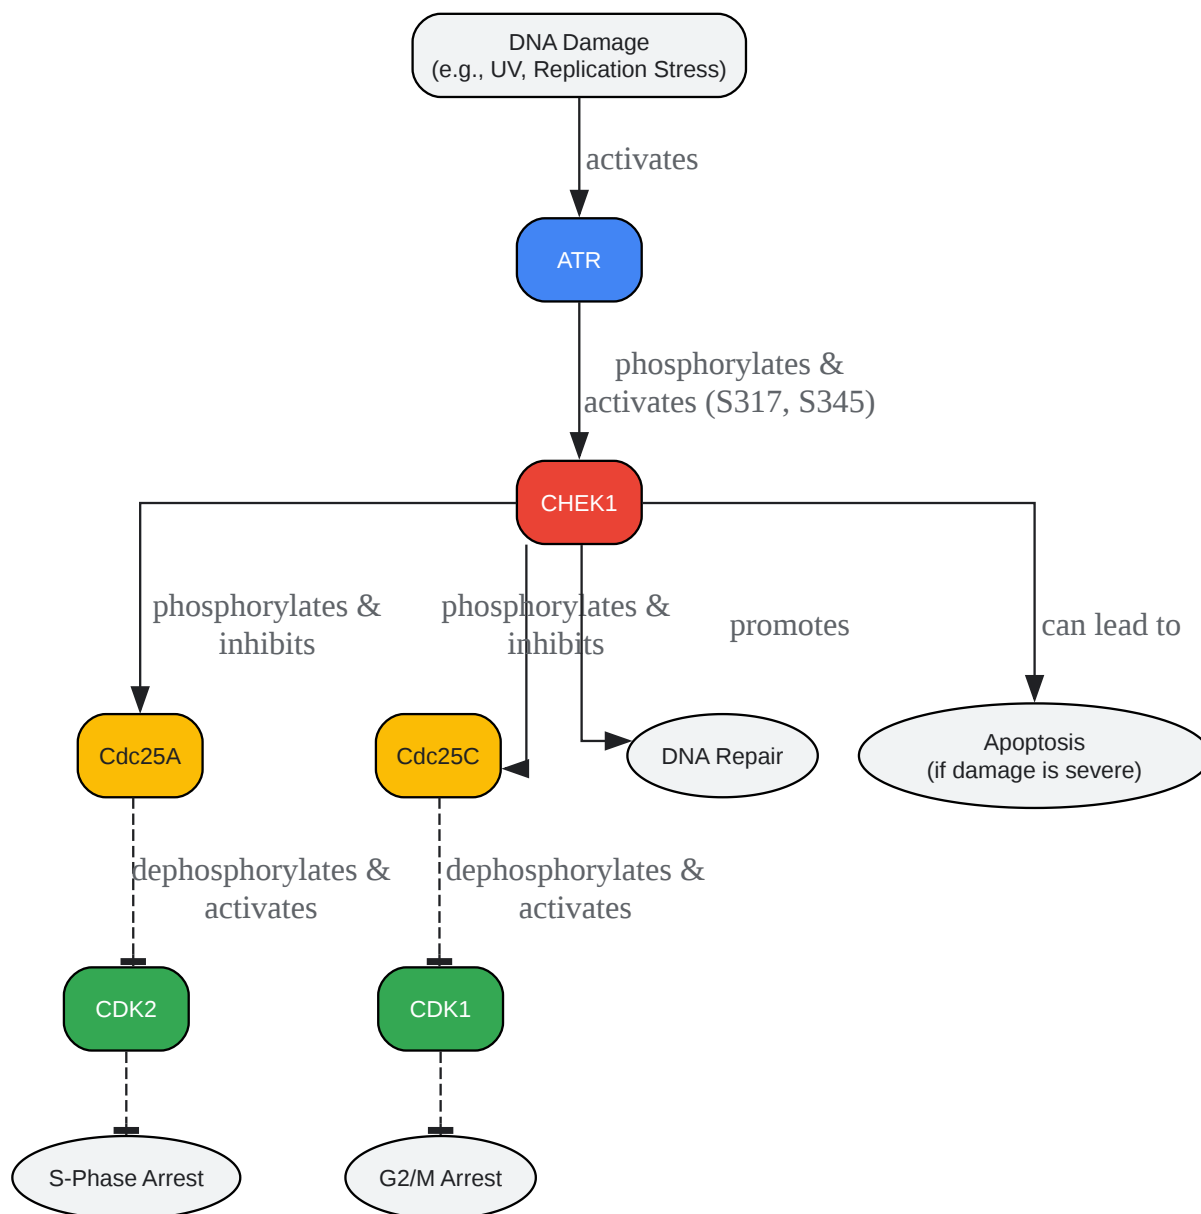 DNA Damage
(e.g., UV, Replication Stress)
activates
ATR
phosphorylates &
activates (S317, S345)
CHEK1
phosphorylates &
inhibits
phosphorylates &
inhibits
promotes
can lead to
Cdc25A
Cdc25C
DNA Repair
Apoptosis
(if damage is severe)
dephosphorylates &
activates
dephosphorylates &
activates
CDK2
CDK1
S-Phase Arrest
G2/M Arrest